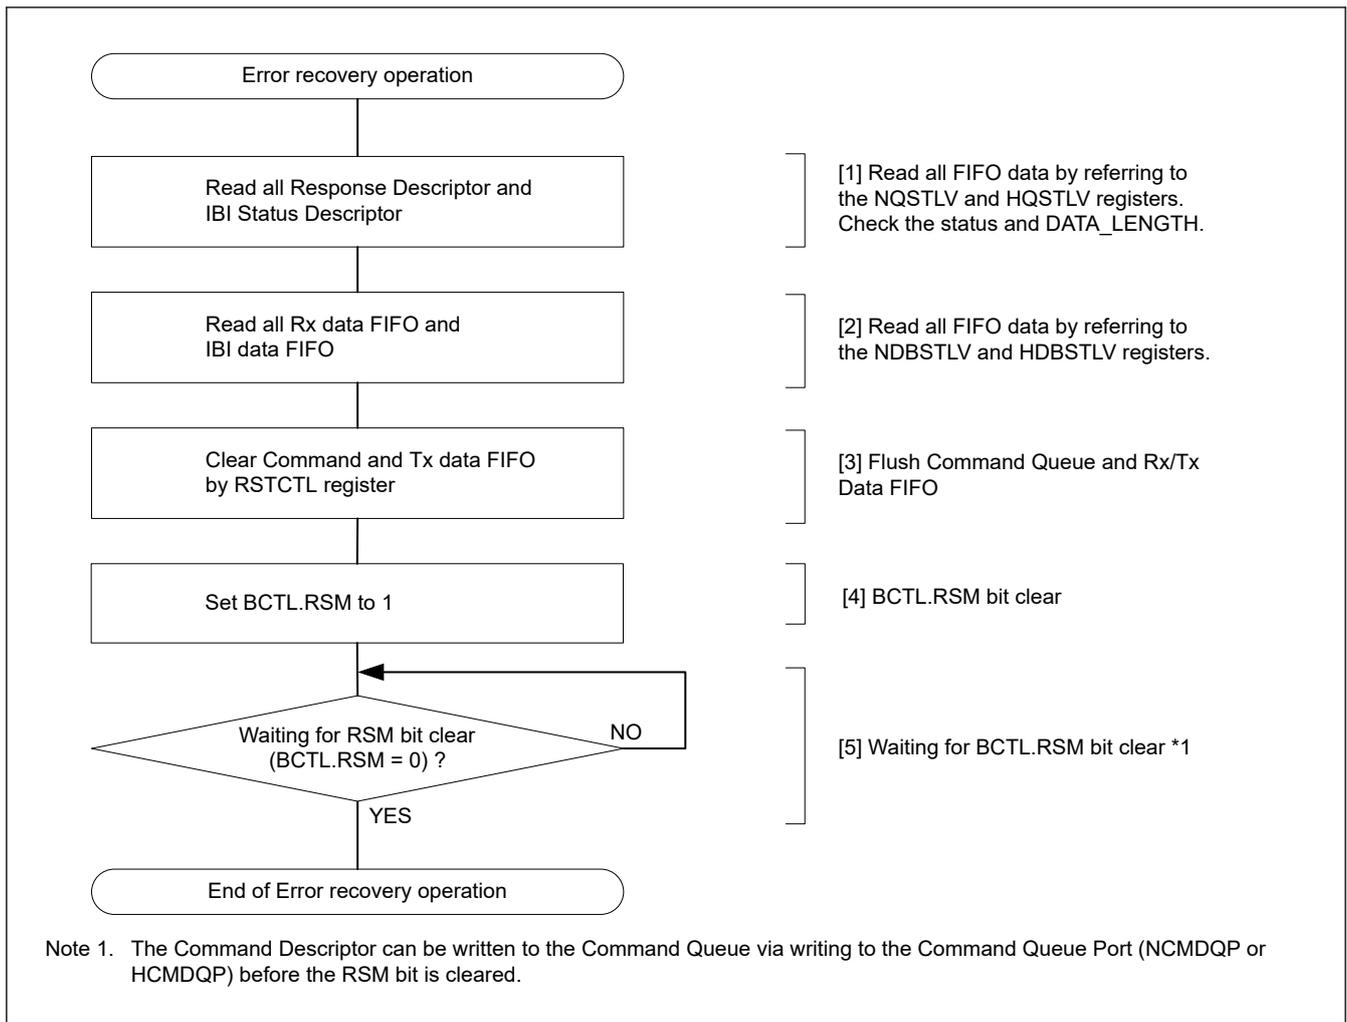 Error recovery operation
Read all Response Descriptor and
IBI Status Descriptor
[1] Read all FIFO data by referring to
the NQSTLV and HQSTLV registers.
Check the status and DATA_LENGTH.
Read all Rx data FIFO and
IBI data FIFO
[2] Read all FIFO data by referring to
the NDBSTLV and HDBSTLV registers.
Clear Command and Tx data FIFO
by RSTCTL register
[3] Flush Command Queue and Rx/Tx
Data FIFO
Set BCTL.RSM to 1
[4] BCTL.RSM bit clear
Waiting for RSM bit clear
(BCTL.RSM = 0) ?
NO
[5] Waiting for BCTL.RSM bit clear *1
YES
End of Error recovery operation
Note 1. The Command Descriptor can be written to the Command Queue via writing to the Command Queue Port (NCMDQP or
HCMDQP) before the RSM bit is cleared.